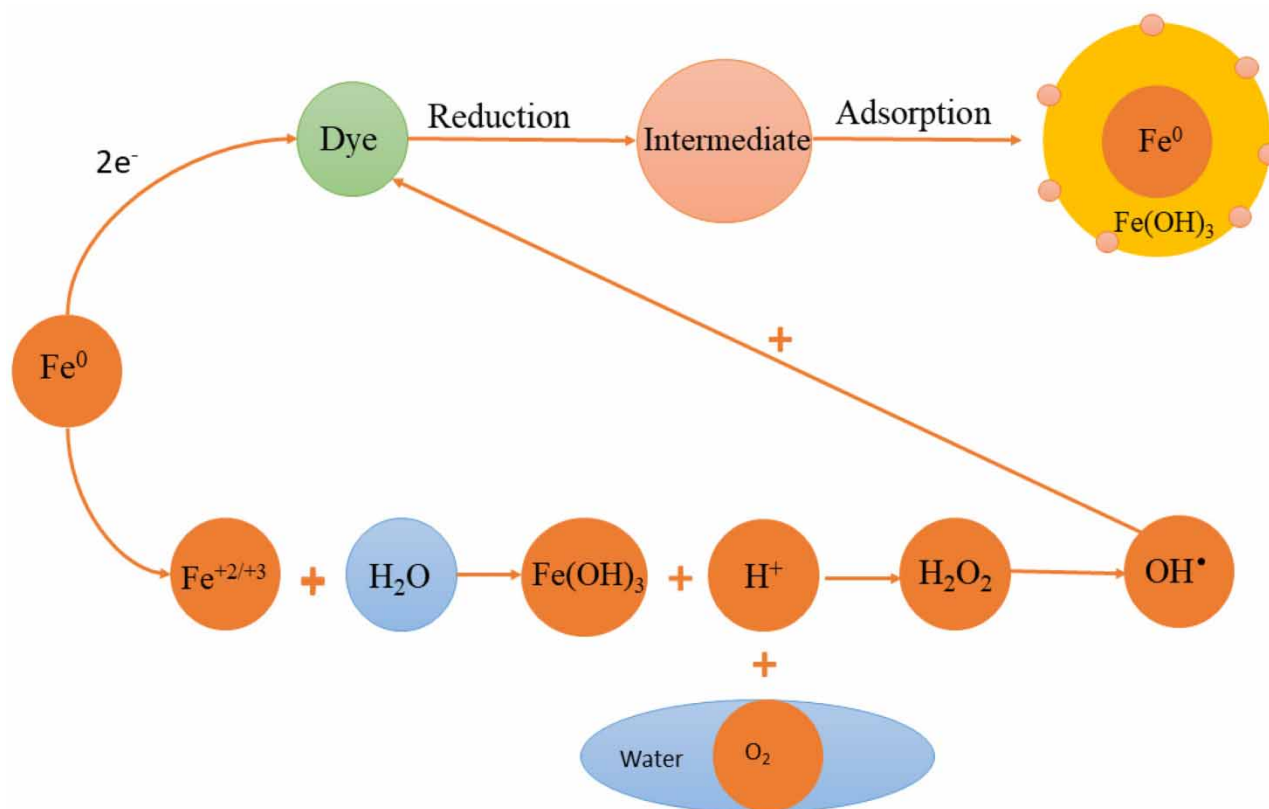 Reduction
Adsorption
Dye
Intermediate
Fe⁰
2e⁻
Fe(OH)₃
Fe⁰
+
Fe⁺²/⁺³ + H₂O Fe(OH)₃ + H⁺ H₂O₂ OH•
+
Water O₂